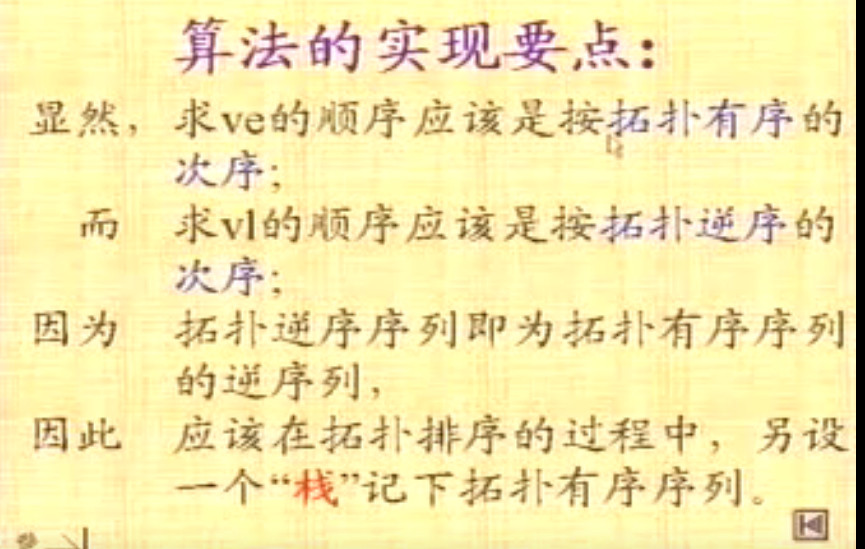 算法的实现要点：
显然，求ve的顺序应该是按拓扑有序的
次序；
而 求vl的顺序应该是按拓扑逆序的
次序；
因为 拓扑逆序序列即为拓扑有序序列
的逆序列，
因此 应该在拓扑排序的过程中，另设
一个“栈”记下拓扑有序序列。